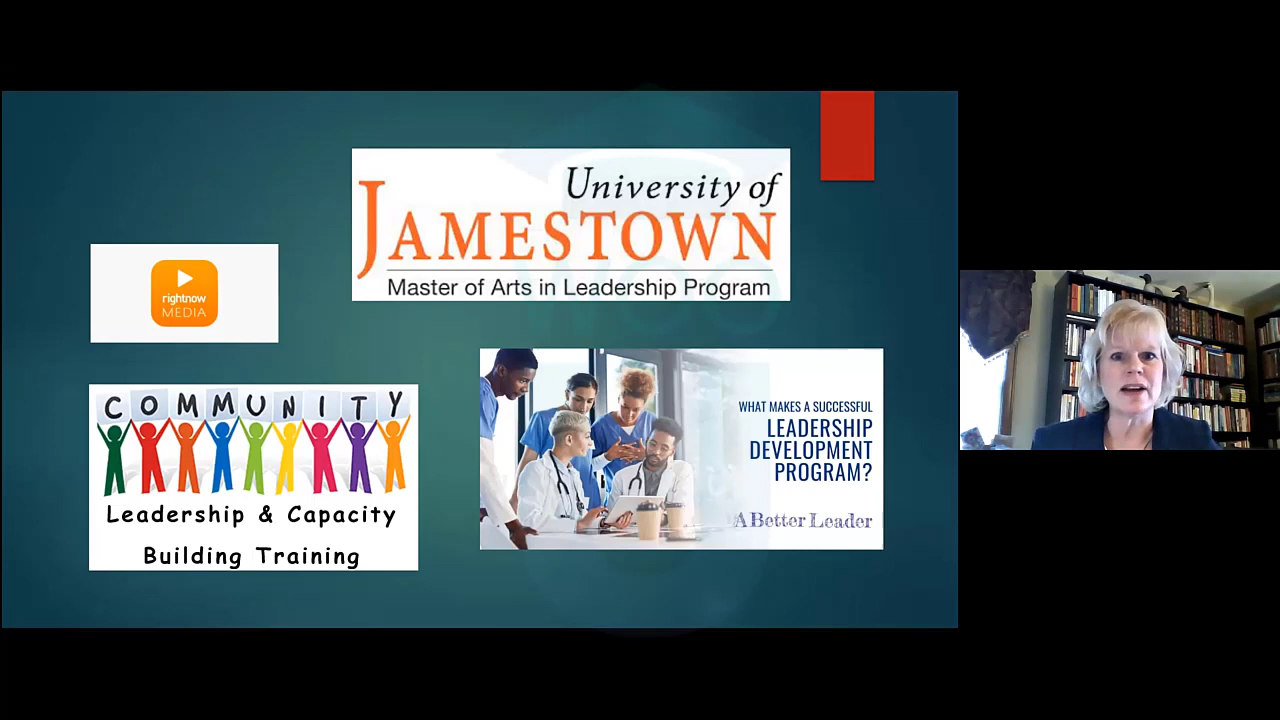 University of
JAMESTOWN
Master of Arts in Leadership Program
rightnow
MEDIA
COMMUNITY
Leadership & Capacity
Building Training
WHAT MAKES A SUCCESSFUL
LEADERSHIP
DEVELOPMENT
PROGRAM?
A Better Leader